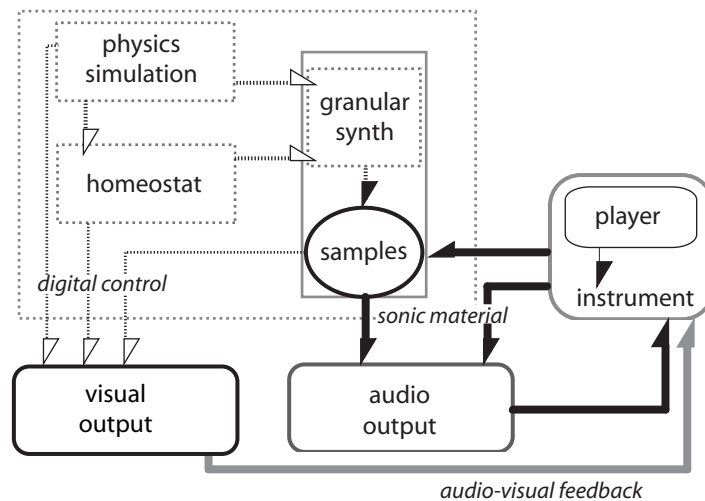 physics
simulation
granular
synth
homeostat
player
samples
digital control
instrument
sonic material
visual
output
audio
output
audio-visual feedback